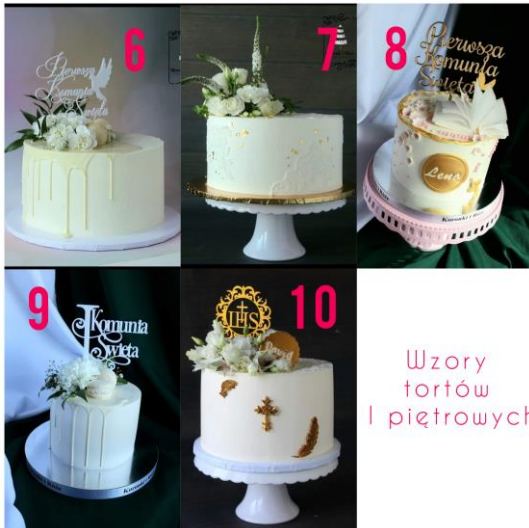 6
Pierwsza
Komunia
Święta
7
8
Pierwsza
Komunia
Święta
Lena
9
I Komunia
Święta
10
IHS
Wzory
tortów
I piętrowych